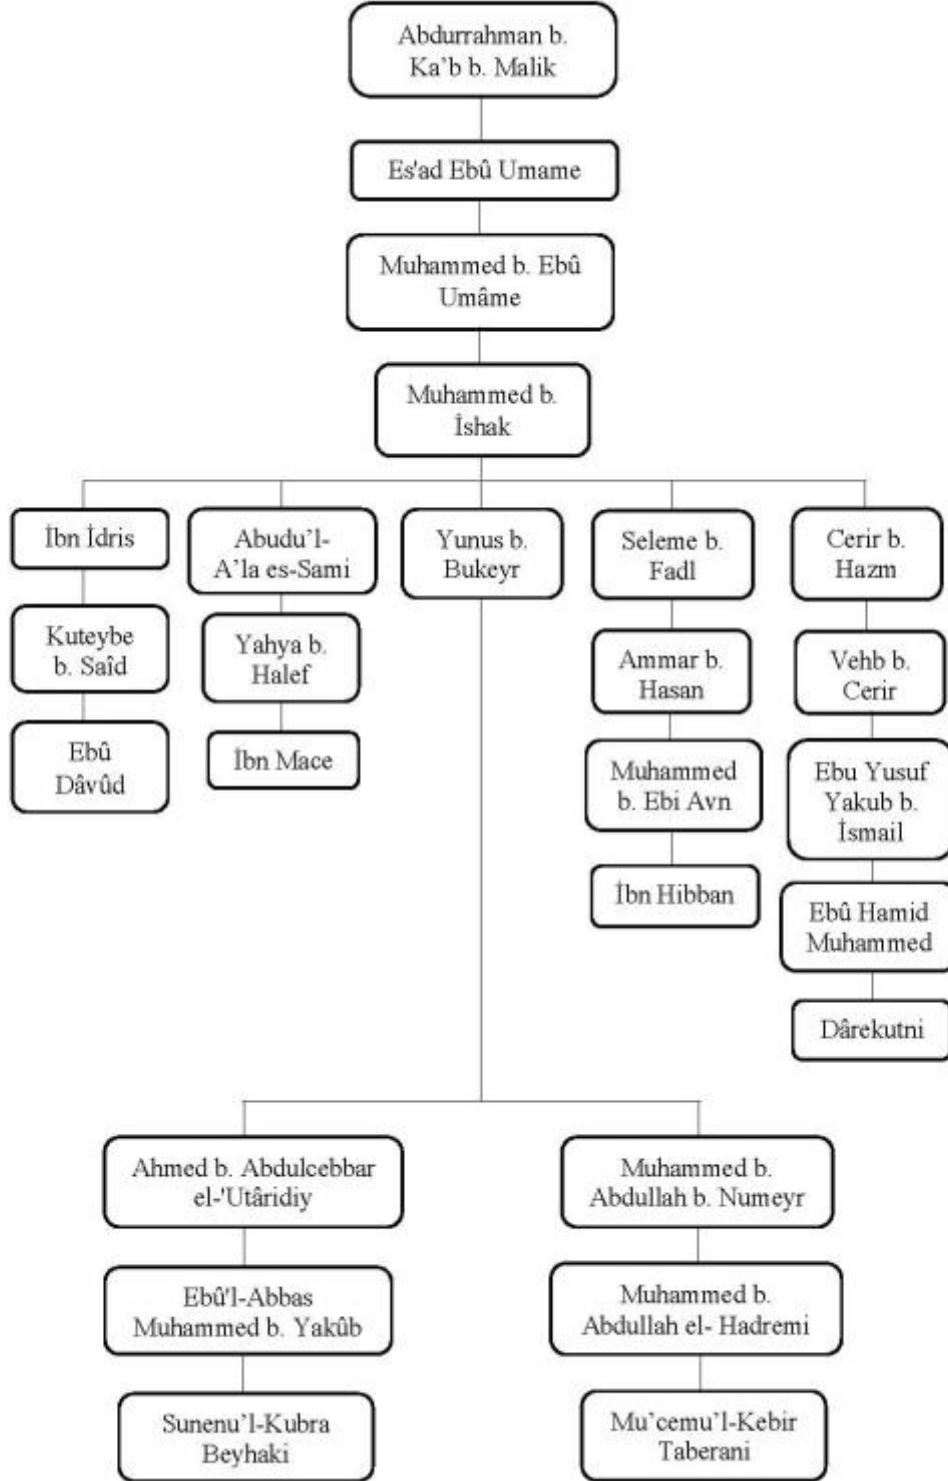 Abdurrahman b.
Ka'b b. Malik
Es'ad Ebû Umame
Muhammed b. Ebû
Umâme
Muhammed b.
İshak
İbn İdris
Abudu'l-
A'la es-Sami
Yunus b.
Bukeyr
Seleme b.
Fadl
Cerir b.
Hazm
Kuteybe
b. Saîd
Yahya b.
Halef
Ammar b.
Hasan
Vehb b.
Cerir
Ebû
Dâvûd
İbn Mace
Muhammed
b. Ebi Avn
Ebu Yusuf
Yakub b.
İsmail
İbn Hibban
Ebû Hamid
Muhammed
Dârekutni
Ahmed b. Abdulcebbar
el-'Utâridiy
Muhammed b.
Abdullah b. Numeyr
Ebû'l-Abbas
Muhammed b. Yakûb
Muhammed b.
Abdullah el- Hadremi
Sunenu'l-Kubra
Beyhaki
Mu'cemu'l-Kebir
Taberani